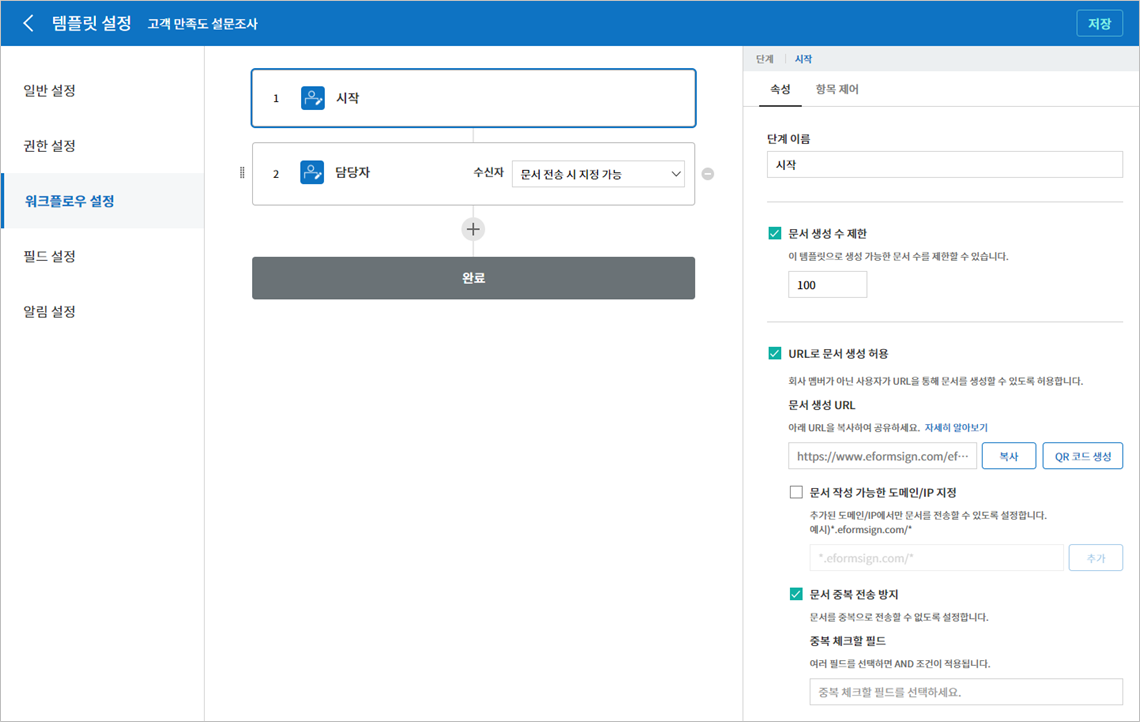 템플릿 설정 고객 만족도 설문조사 저장
일반 설정
권한 설정
워크플로우 설정
필드 설정
알림 설정
1 시작
2 담당자 수신자 문서 전송 시 지정 가능
완료
단계 시작
속성 항목 제어
단계 이름
시작
문서 생성 수 제한
이 템플릿으로 생성 가능한 문서 수를 제한할 수 있습니다.
100
URL로 문서 생성 허용
회사 멤버가 아닌 사용자가 URL을 통해 문서를 생성할 수 있도록 허용합니다.
문서 생성 URL
아래 URL을 복사하여 공유하세요. 자세히 알아보기
https://www.eformsign.com/ef··· 복사 QR 코드 생성
문서 작성 가능한 도메인/IP 지정
추가된 도메인/IP에서만 문서를 전송할 수 있도록 설정합니다.
예시)*.eformsign.com/*
*.eformsign.com/* 추가
문서 중복 전송 방지
문서를 중복으로 전송할 수 없도록 설정합니다.
중복 체크할 필드
여러 필드를 선택하면 AND 조건이 적용됩니다.
중복 체크할 필드를 선택하세요.